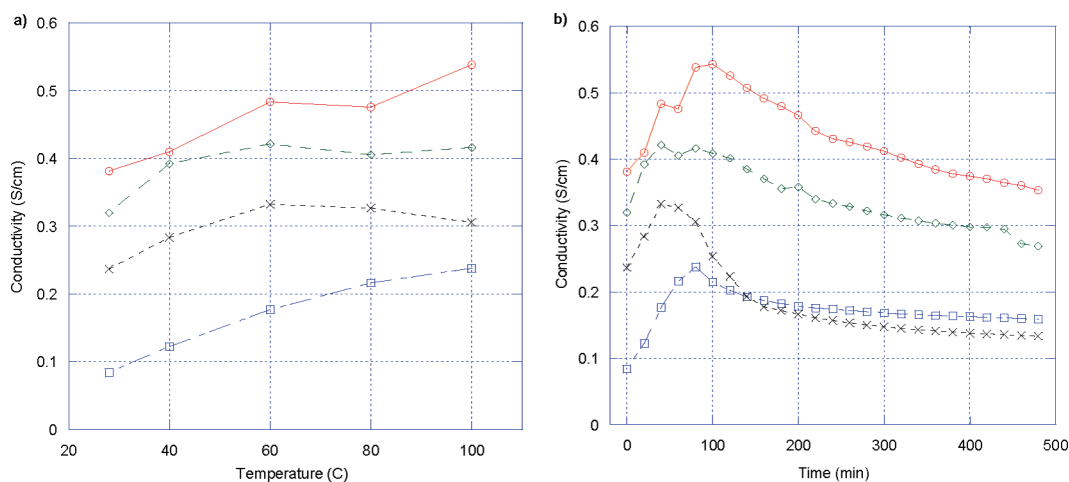 a)
0.6
0.5
0.4
0.3
0.2
0.1
0
Conductivity (S/cm)
20 40 60 80 100
Temperature (C)
b)
0.6
0.5
0.4
0.3
0.2
0.1
0
Conductivity (S/cm)
0 100 200 300 400 500
Time (min)